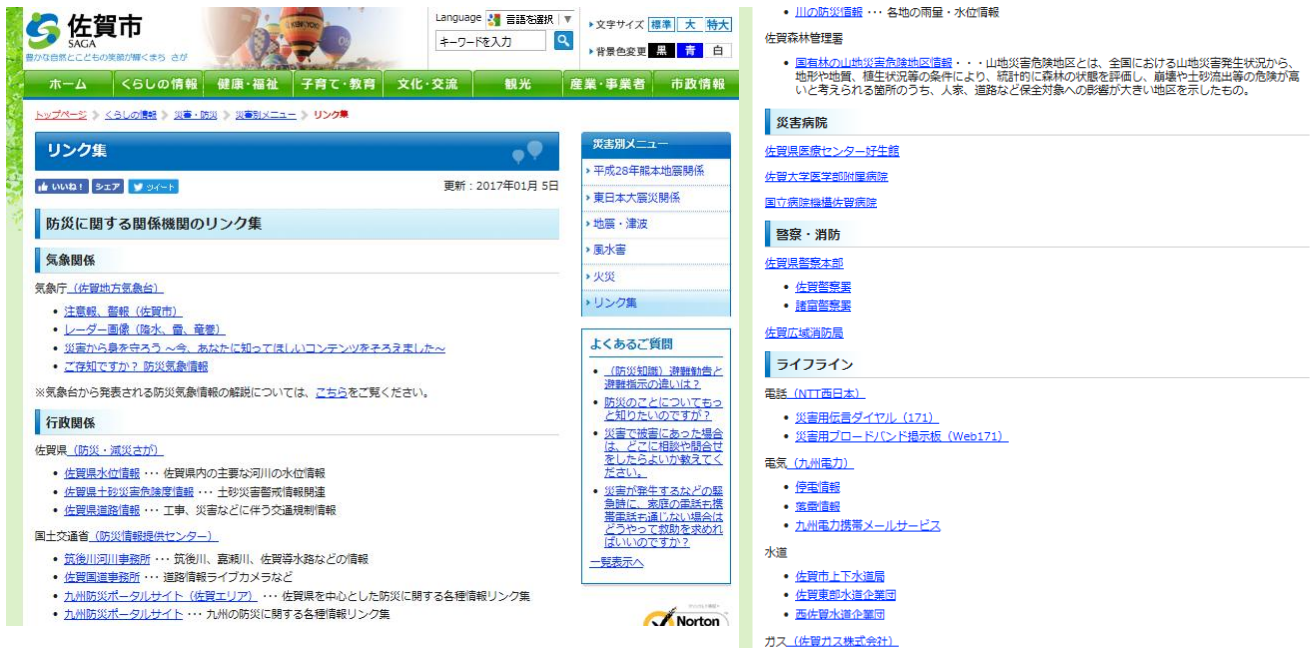 佐賀市
SAGA
豊かな自然とこどもの笑顔が輝くまち さが
Language 言語を選択 ▼
キーワードを入力
文字サイズ 標準 大 特大
背景色変更 黒 青 白
ホーム くらしの情報 健康・福祉 子育て・教育 文化・交流 観光 産業・事業者 市政情報
トップページ > くらしの情報 > 災害・防災 > 災害別メニュー > リンク集
リンク集
いいね! シェア ツイート
更新：2017年01月 5日
防災に関する関係機関のリンク集
気象関係
気象庁（佐賀地方気象台）
・注意報、警報（佐賀市）
・レーダー画像（降水、雷、竜巻）
・災害から身を守ろう ～今、あなたに知ってほしいコンテンツをそろえました～
・ご存知ですか？ 防災気象情報
※気象台から発表される防災気象情報の解説については、こちらをご覧ください。
行政関係
佐賀県（防災・減災さが）
・佐賀県水位情報 ･･･ 佐賀県内の主要な河川の水位情報
・佐賀県土砂災害危険度情報 ･･･ 土砂災害警戒情報関連
・佐賀県道路情報 ･･･ 工事、災害などに伴う交通規制情報
国土交通省（防災情報提供センター）
・筑後川河川事務所 ･･･ 筑後川、嘉瀬川、佐賀導水路などの情報
・佐賀国道事務所 ･･･ 道路情報ライブカメラなど
・九州防災ポータルサイト（佐賀エリア） ･･･ 佐賀県を中心とした防災に関する各種情報リンク集
・九州防災ポータルサイト ･･･ 九州の防災に関する各種情報リンク集
災害別メニュー
平成28年熊本地震関係
東日本大震災関係
地震・津波
風水害
火災
リンク集
よくあるご質問
・（防災知識）避難勧告と
避難指示の違いは？
・防災のことについてもっ
と知りたいのですが？
・災害で被害にあった場合
は、どこに相談や問合せ
をしたらよいか教えてく
ださい。
・災害が発生するなどの緊
急時に、家庭の電話も携
帯電話も通じない場合は
どうやって救助を求めれ
ばいいのですか？
一覧表示へ
Norton
・川の防災情報 ･･･ 各地の雨量・水位情報
佐賀森林管理署
・国有林の山地災害危険地区情報・・・山地災害危険地区とは、全国における山地災害発生状況から、
地形や地質、植生状況等の条件により、統計的に森林の状態を評価し、崩壊や土砂流出等の危険が高
いと考えられる箇所のうち、人家、道路など保全対象への影響が大きい地区を示したもの。
災害病院
佐賀県医療センター好生館
佐賀大学医学部附属病院
国立病院機構佐賀病院
警察・消防
佐賀県警察本部
・佐賀警察署
・諸富警察署
佐賀広域消防局
ライフライン
電話（NTT西日本）
・災害用伝言ダイヤル（171）
・災害用ブロードバンド掲示板（Web171）
電気（九州電力）
・停電情報
・落雷情報
・九州電力携帯メールサービス
水道
・佐賀市上下水道局
・佐賀東部水道企業団
・西佐賀水道企業団
ガス（佐賀ガス株式会社）